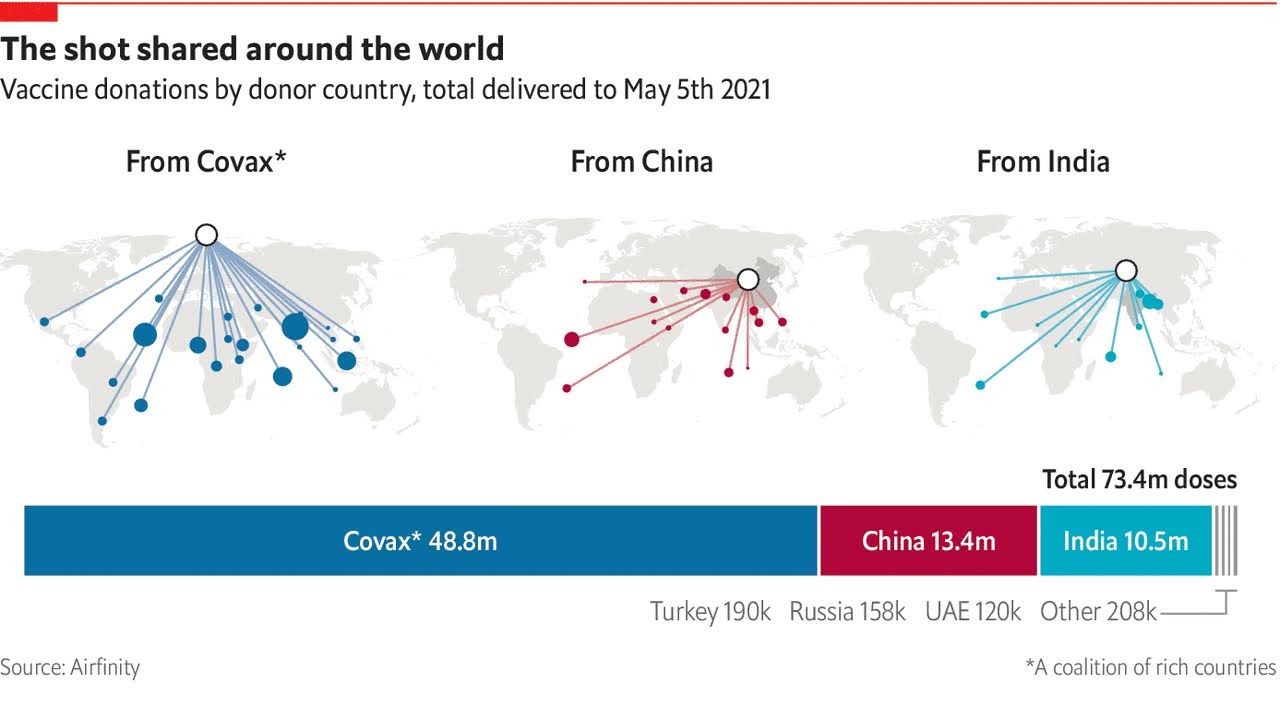 The shot shared around the world
Vaccine donations by donor country, total delivered to May 5th 2021
From Covax*
From China
From India
Total 73.4m doses
Covax* 48.8m
China 13.4m
India 10.5m
Turkey 190k Russia 158k UAE 120k Other 208k
Source: Airfinity
*A coalition of rich countries